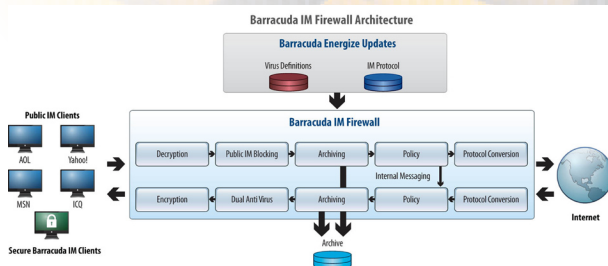 Barracuda IM Firewall Architecture
Barracuda Energize Updates
Virus Definitions
IM Protocol
Public IM Clients
AOL
Yahoo!
MSN
ICQ
Secure Barracuda IM Clients
Barracuda IM Firewall
Decryption
Public IM Blocking
Archiving
Policy
Protocol Conversion
Internal Messaging
Encryption
Dual Anti Virus
Archiving
Policy
Protocol Conversion
Internet
Archive